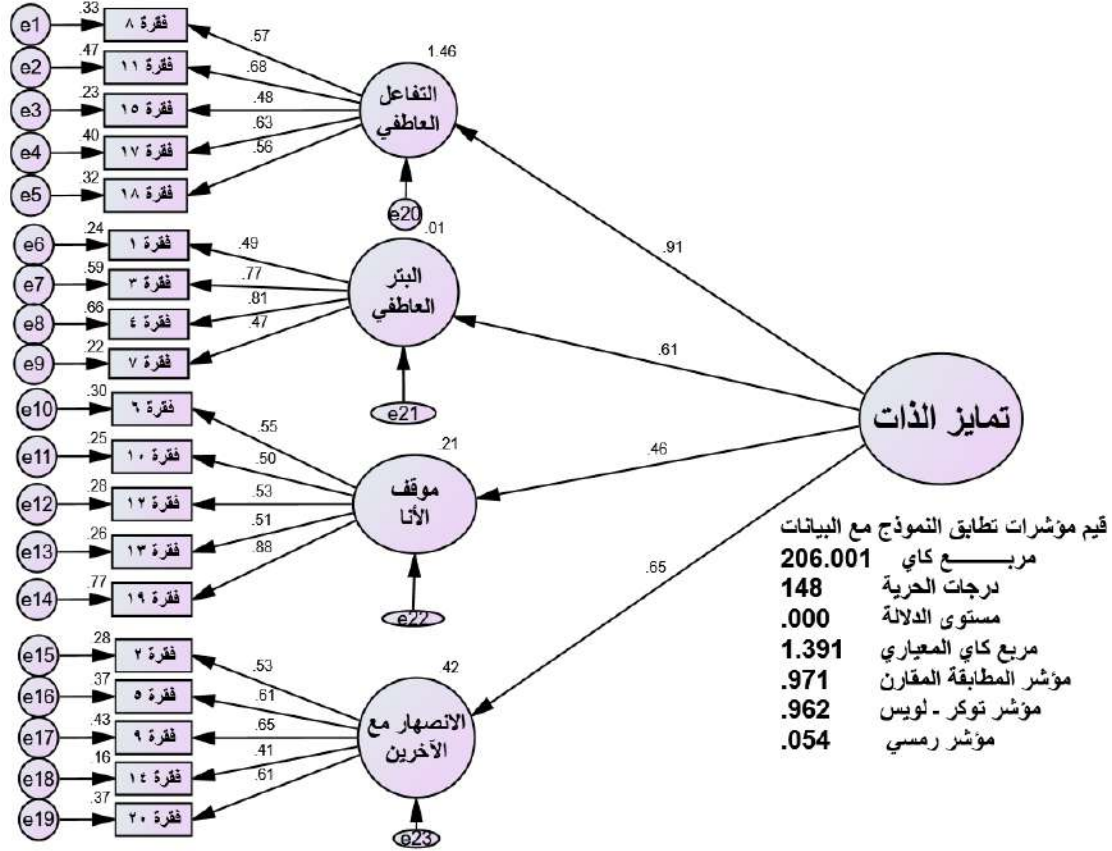 e1
.33
فقرة ٨
.57
e2
.47
فقرة ١١
.68
e3
.23
فقرة ١٥
.48
e4
.40
فقرة ١٧
.63
e5
.32
فقرة ١٨
.56
1.46
التفاعل
العاطفي
e20
.91
e6
.24
فقرة ١
.49
e7
.59
فقرة ٣
.77
e8
.66
فقرة ٤
.81
e9
.22
فقرة ٧
.47
.01
البتر
العاطفي
e21
.61
e10
.30
فقرة ٦
.55
e11
.25
فقرة ١٠
.50
e12
.28
فقرة ١٢
.53
e13
.26
فقرة ١٣
.51
e14
.77
فقرة ١٩
.88
.21
موقف
الأنا
e22
.46
e15
.28
فقرة ٢
.53
e16
.37
فقرة ٥
.61
e17
.43
فقرة ٩
.65
e18
.16
فقرة ١٤
.41
e19
.37
فقرة ٢٠
.61
.42
الانصهار مع
الآخرين
e23
.65
تمايز الذات
قيم مؤشرات تطابق النموذج مع البيانات
مربـــــــع كاي 206.001
درجات الحرية 148
مستوى الدلالة .000
مربع كاي المعياري 1.391
مؤشر المطابقة المقارن .971
مؤشر توكر ـ لويس .962
مؤشر رمسي .054